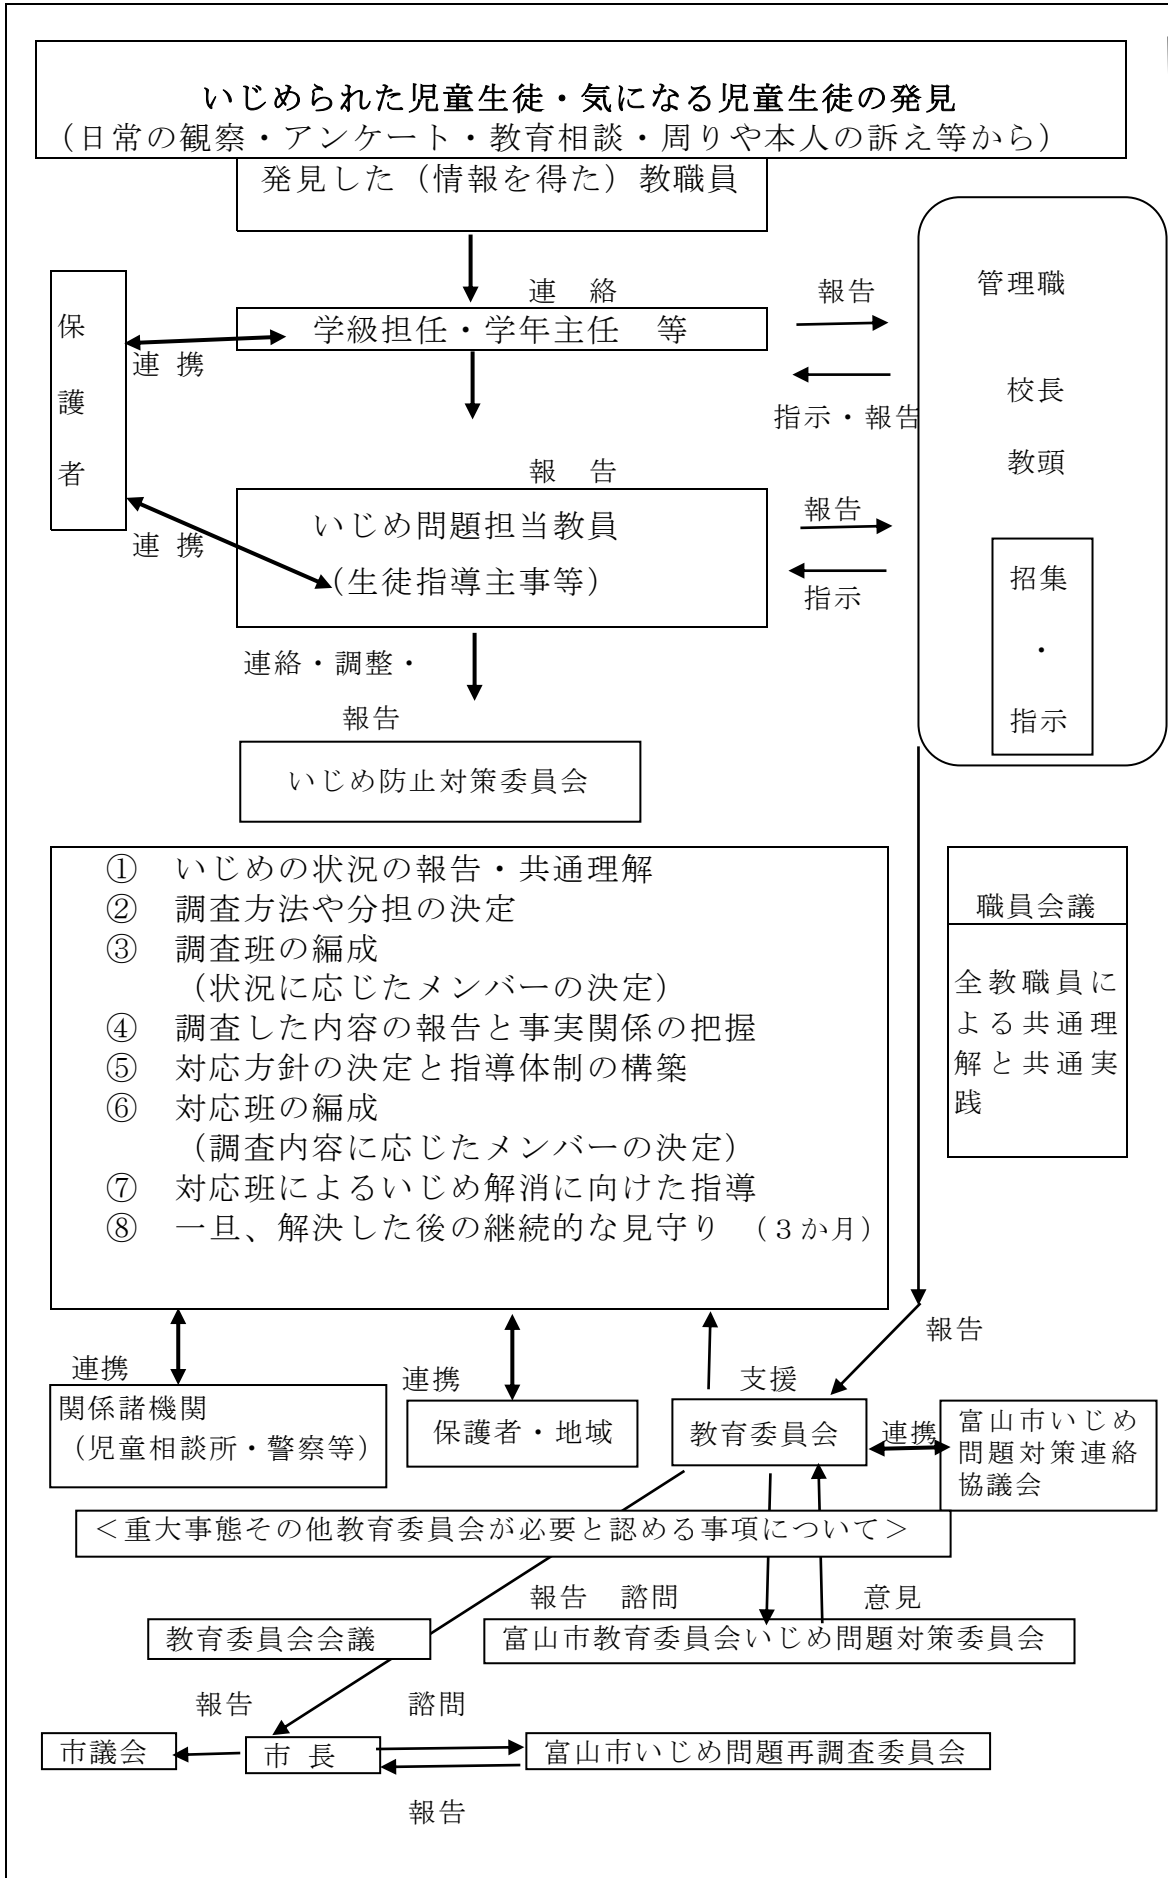 いじめられた児童生徒・気になる児童生徒の発見
（日常の観察・アンケート・教育相談・周りや本人の訴え等から）
発見した（情報を得た）教職員
連　絡
学級担任・学年主任　等
報告
指示・報告
保
護
者
連 携
連 携
報　告
いじめ問題担当教員
（生徒指導主事等）
報告
指示
管理職
校長
教頭
招集
・
指示
連絡・調整・
報告
いじめ防止対策委員会
①　いじめの状況の報告・共通理解
②　調査方法や分担の決定
③　調査班の編成
（状況に応じたメンバーの決定）
④　調査した内容の報告と事実関係の把握
⑤　対応方針の決定と指導体制の構築
⑥　対応班の編成
（調査内容に応じたメンバーの決定）
⑦　対応班によるいじめ解消に向けた指導
⑧　一旦、解決した後の継続的な見守り　（３か月）
職員会議
全教職員に
よる共通理
解と共通実
践
報告
連携
連携
支援
関係諸機関
（児童相談所・警察等）
保護者・地域
教育委員会
連携
富山市いじめ
問題対策連絡
協議会
＜重大事態その他教育委員会が必要と認める事項について＞
報告　諮問
意見
教育委員会会議
富山市教育委員会いじめ問題対策委員会
報告
諮問
市議会
市 長
富山市いじめ問題再調査委員会
報告